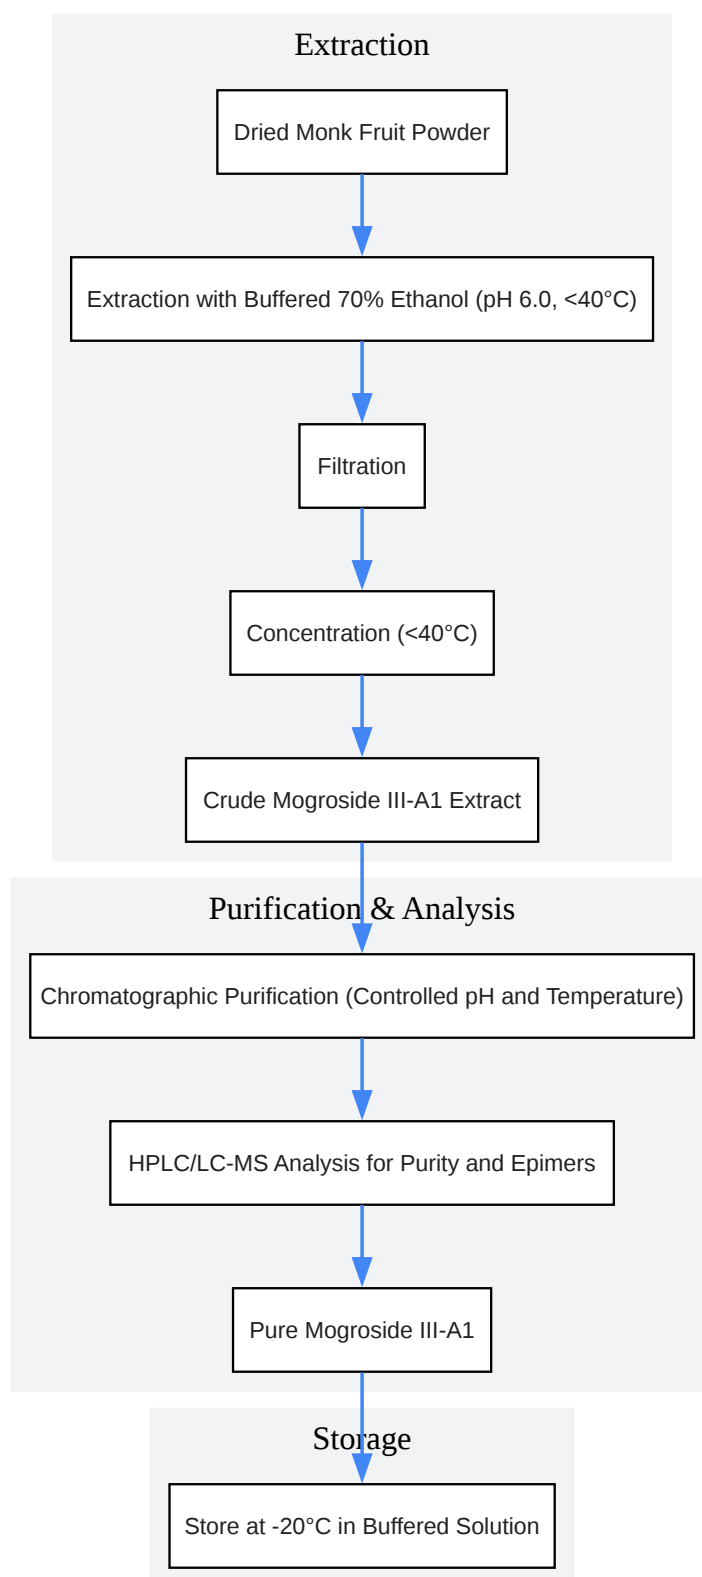 Extraction
Dried Monk Fruit Powder
Extraction with Buffered 70% Ethanol (pH 6.0, <40°C)
Filtration
Concentration (<40°C)
Crude Mogroside III-A1 Extract
Purification & Analysis
Chromatographic Purification (Controlled pH and Temperature)
HPLC/LC-MS Analysis for Purity and Epimers
Pure Mogroside III-A1
Storage
Store at -20°C in Buffered Solution